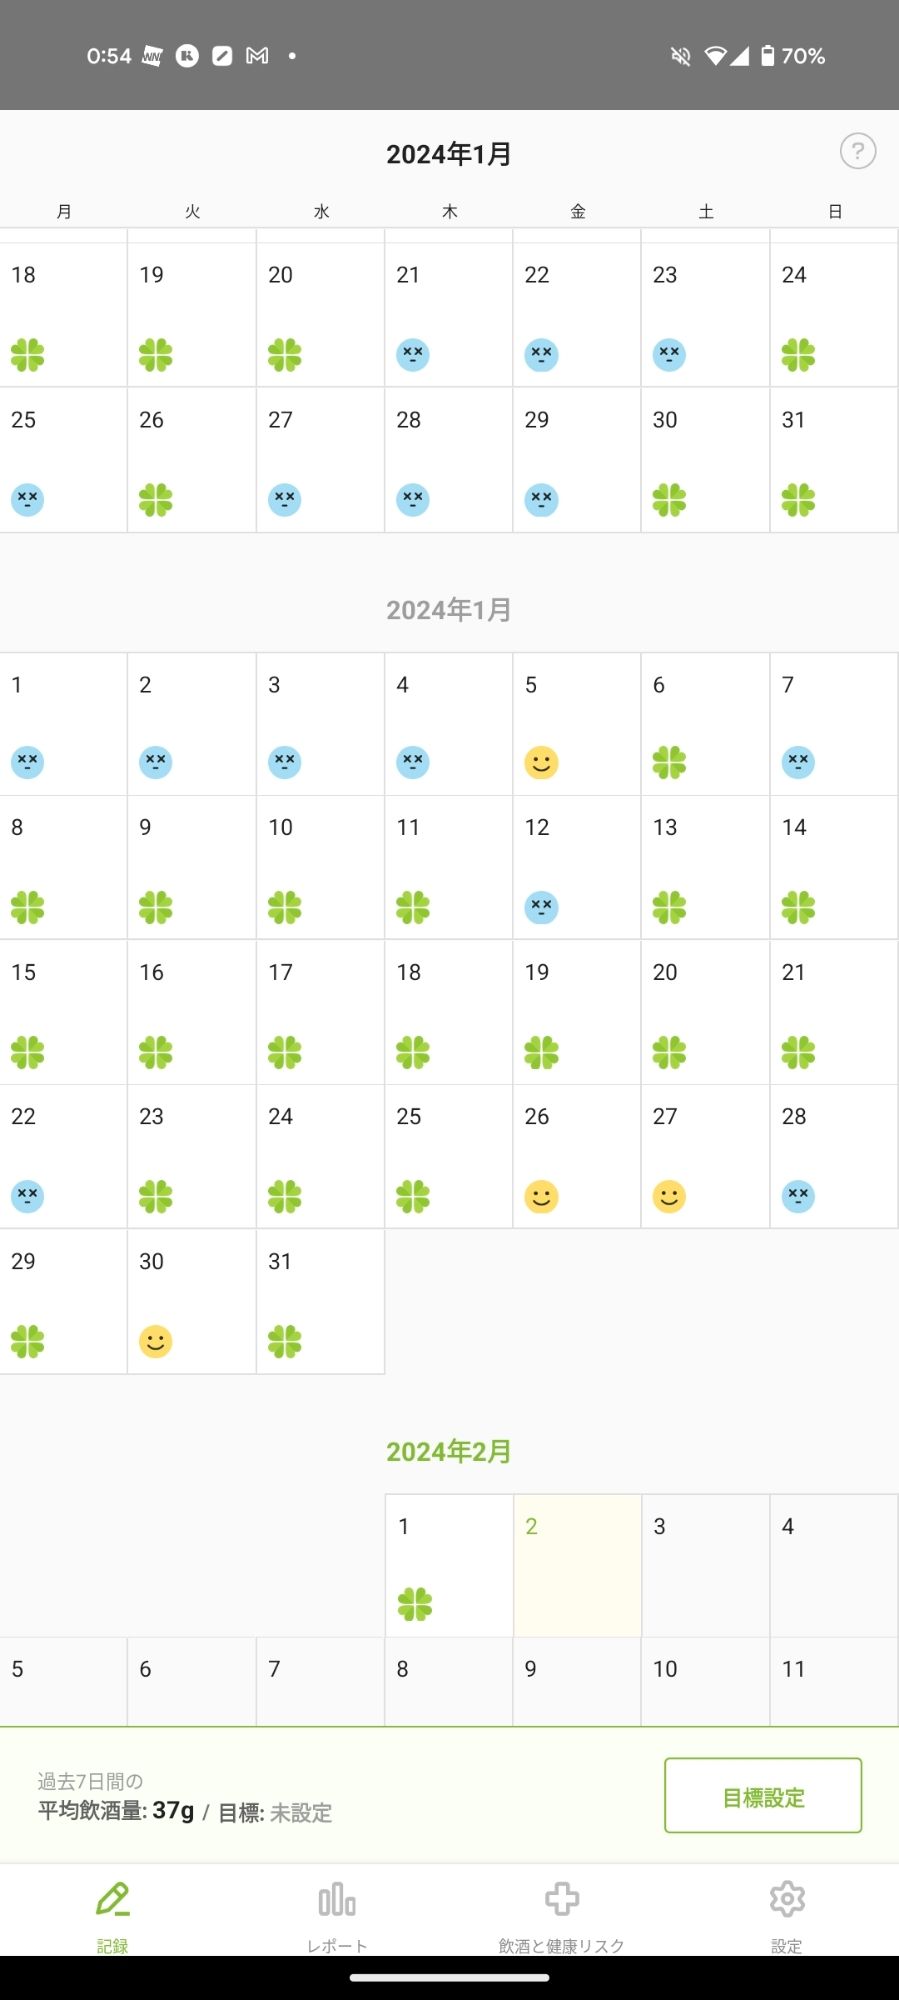 0:54 70%
2024年1月 ?
月 火 水 木 金 土 日
18 19 20 21 22 23 24
25 26 27 28 29 30 31
2024年1月
1 2 3 4 5 6 7
8 9 10 11 12 13 14
15 16 17 18 19 20 21
22 23 24 25 26 27 28
29 30 31
2024年2月
1 2 3 4
5 6 7 8 9 10 11
過去7日間の
平均飲酒量: 37g / 目標: 未設定
目標設定
記録 レポート 飲酒と健康リスク 設定